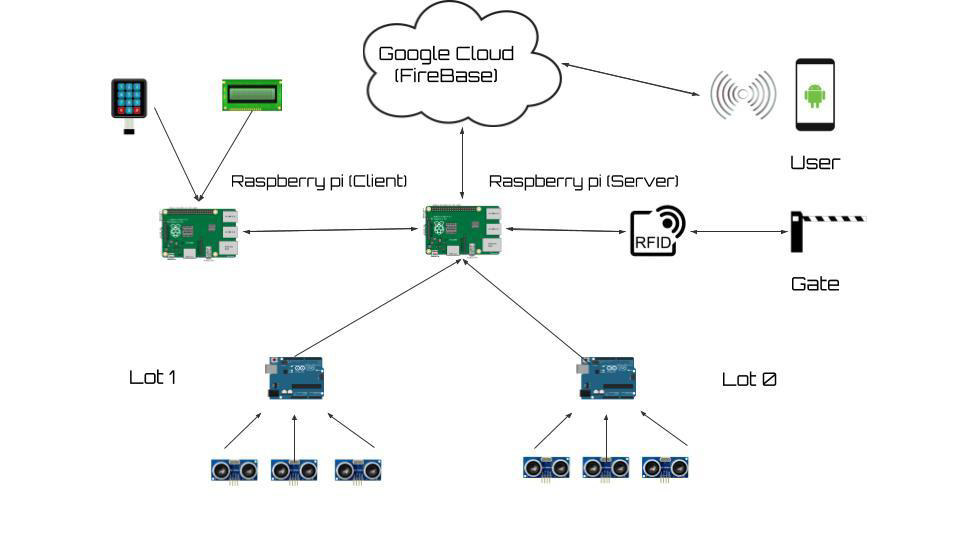 Google Cloud
(FireBase)
User
Raspberry pi (Client)
Raspberry pi (Server)
RFID
Gate
Lot 1
Lot 0